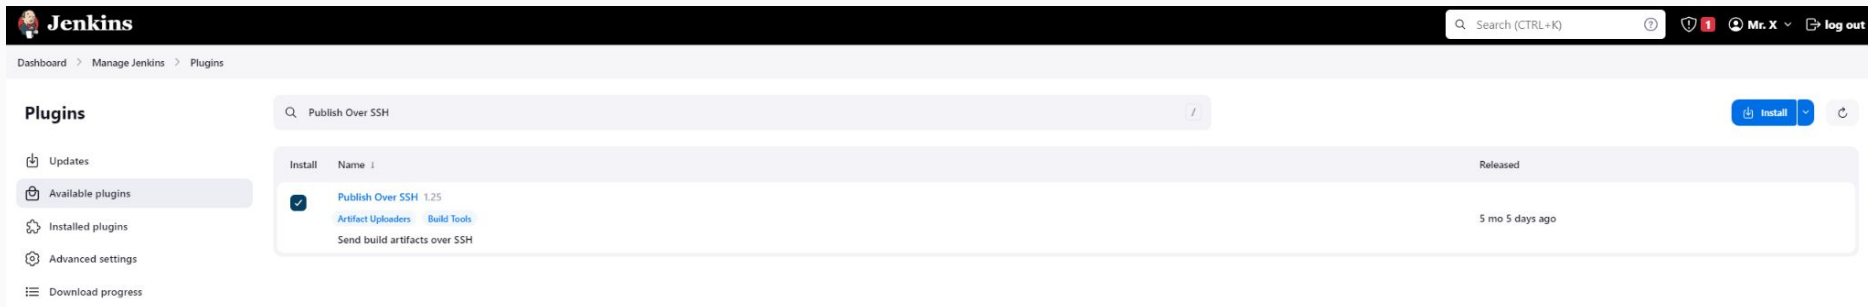 Jenkins
Search (CTRL+K)
?
1
Mr. X
log out
Dashboard > Manage Jenkins > Plugins
Plugins
Publish Over SSH
/
Install
Updates
Available plugins
Installed plugins
Advanced settings
Download progress
Install Name ↓ Released
Publish Over SSH 1.25
Artifact Uploaders Build Tools
Send build artifacts over SSH
5 mo 5 days ago